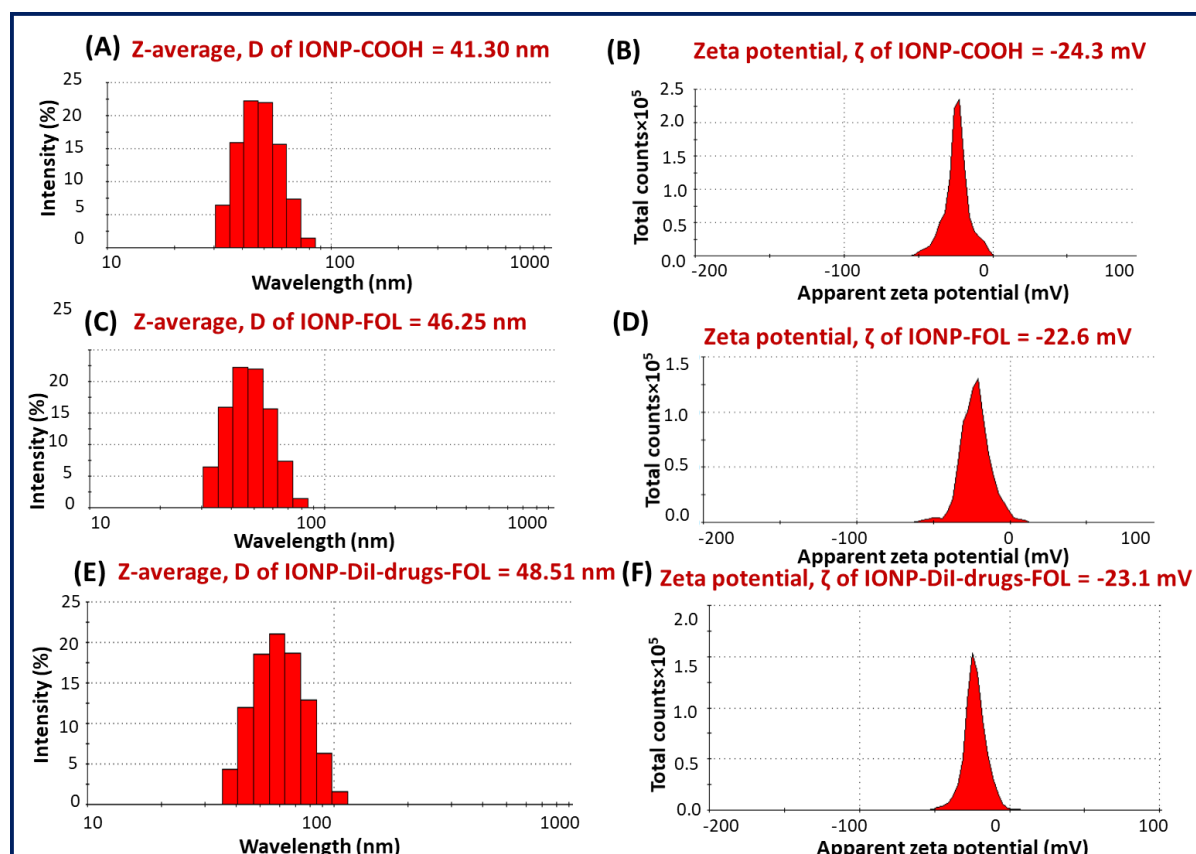 (A) Z-average, D of IONP-COOH = 41.30 nm
25
20
15
10
5
0
Intensity (%)
10 100 1000
Wavelength (nm)
(B) Zeta potential, ζ of IONP-COOH = -24.3 mV
2.5
2.0
1.5
1.0
0.5
0.0
Total counts×10⁵
-200 -100 0 100
Apparent zeta potential (mV)
(C) Z-average, D of IONP-FOL = 46.25 nm
25
20
15
10
5
0
Intensity (%)
10 100 1000
Wavelength (nm)
(D) Zeta potential, ζ of IONP-FOL = -22.6 mV
1.5
1.0
0.5
0.0
Total counts×10⁵
-200 -100 0 100
Apparent zeta potential (mV)
(E) Z-average, D of IONP-DiI-drugs-FOL = 48.51 nm
25
20
15
10
5
0
Intensity (%)
10 100 1000
Wavelength (nm)
(F) Zeta potential, ζ of IONP-DiI-drugs-FOL = -23.1 mV
2.0
1.5
1.0
0.5
0.0
Total counts×10⁵
-200 -100 0 100
Apparent zeta potential (mV)